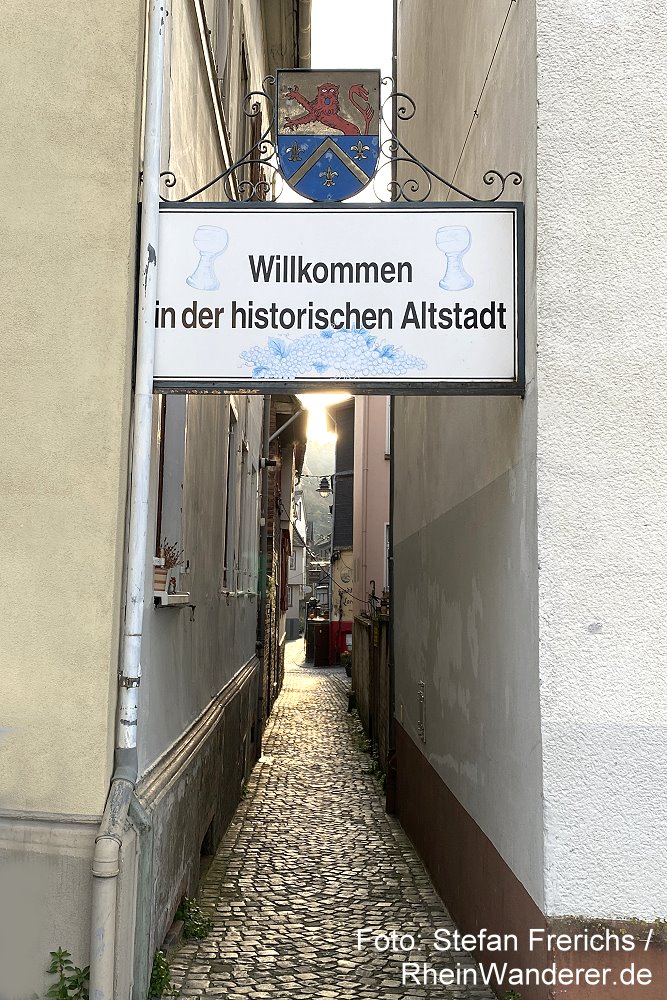 Willkommen
in der historischen Altstadt
Foto: Stefan Frerichs /
RheinWanderer.de